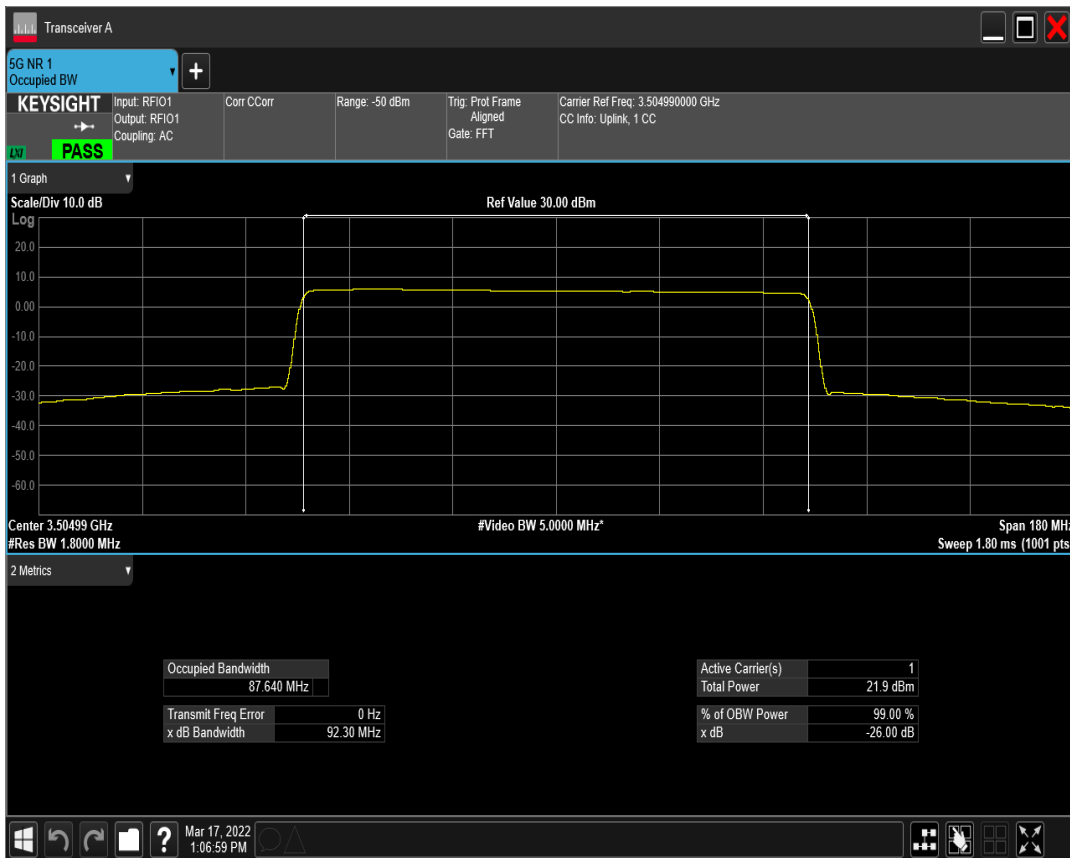 Transceiver A
5G NR 1
Occupied BW
+
KEYSIGHT
LXI
PASS
Input: RFIO1
Output: RFIO1
Coupling: AC
Corr CCorr
Range: -50 dBm
Trig: Prot Frame
Aligned
Gate: FFT
Carrier Ref Freq: 3.504990000 GHz
CC Info: Uplink, 1 CC
1 Graph
Scale/Div 10.0 dB
Ref Value 30.00 dBm
Log
20.0
10.0
0.00
-10.0
-20.0
-30.0
-40.0
-50.0
-60.0
Center 3.50499 GHz
#Video BW 5.0000 MHz*
Span 180 MHz
#Res BW 1.8000 MHz
Sweep 1.80 ms (1001 pts
2 Metrics
Occupied Bandwidth
87.640 MHz
Transmit Freq Error 0 Hz
x dB Bandwidth 92.30 MHz
Active Carrier(s) 1
Total Power 21.9 dBm
% of OBW Power 99.00 %
x dB -26.00 dB
?
Mar 17, 2022
1:06:59 PM